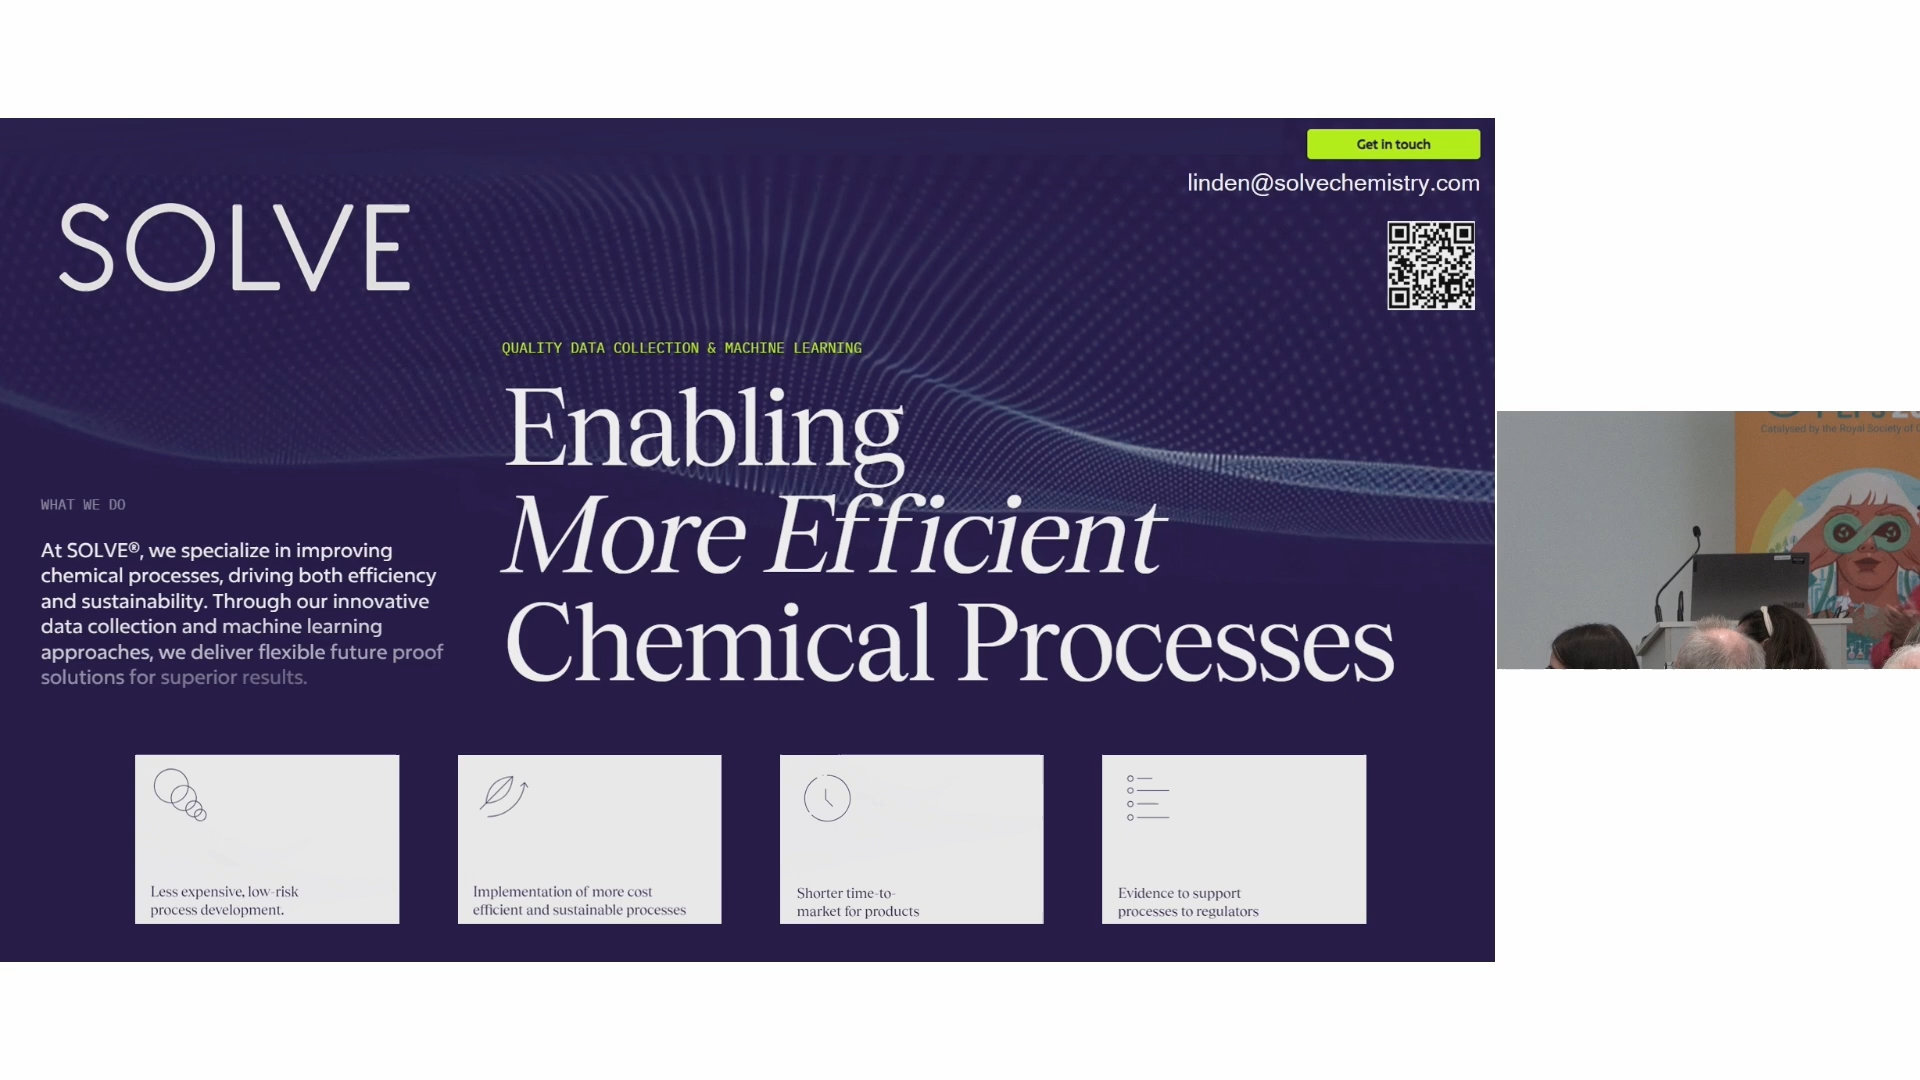 Get in touch
linden@solvechemistry.com
SOLVE
QUALITY DATA COLLECTION & MACHINE LEARNING
Enabling
More Efficient
Chemical Processes
WHAT WE DO
At SOLVE®, we specialize in improving
chemical processes, driving both efficiency
and sustainability. Through our innovative
data collection and machine learning
approaches, we deliver flexible future proof
solutions for superior results.
Less expensive, low-risk
process development.
Implementation of more cost
efficient and sustainable processes
Shorter time-to-
market for products
Evidence to support
processes to regulators
Catalysed by the Royal Society of